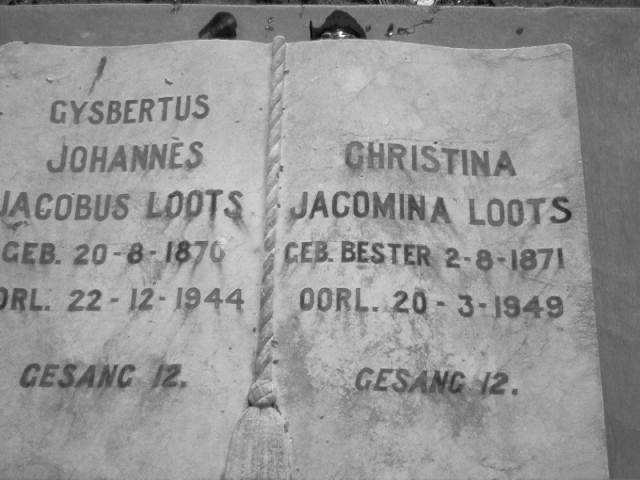 GYSBERTUS
JOHANNES
JACOBUS LOOTS
GEB. 20-8-1870
OORL. 22-12-1944
GESANG 12.
CHRISTINA
JACOMINA LOOTS
GEB. BESTER 2-8-1871
OORL. 20-3-1949
GESANG 12.